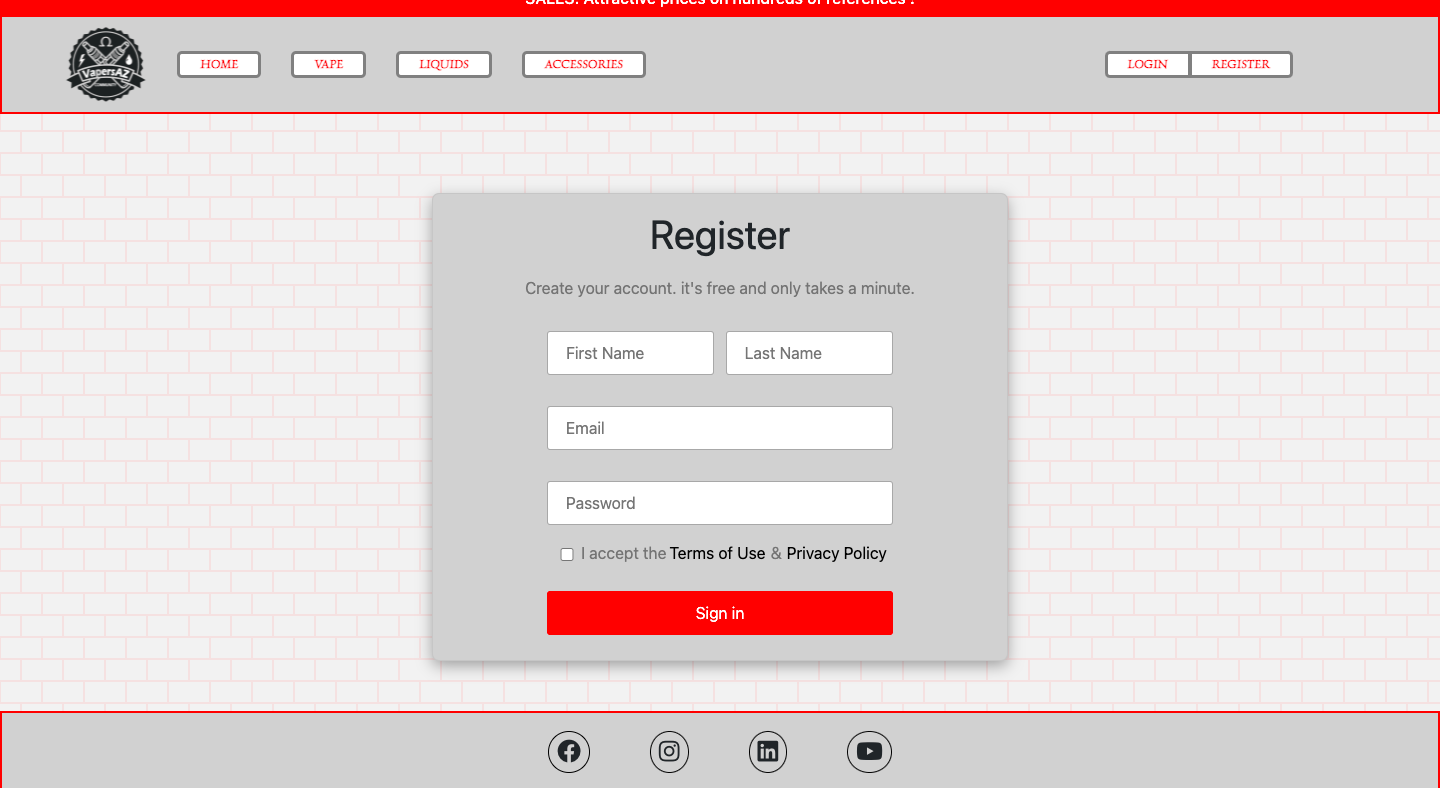 SALES: Attractive prices on hundreds of references !
Ω
VapersAZ
COMMUNITY
HOME
VAPE
LIQUIDS
ACCESSORIES
LOGIN
REGISTER
Register
Create your account. it's free and only takes a minute.
First Name
Last Name
Email
Password
I accept the Terms of Use & Privacy Policy
Sign in